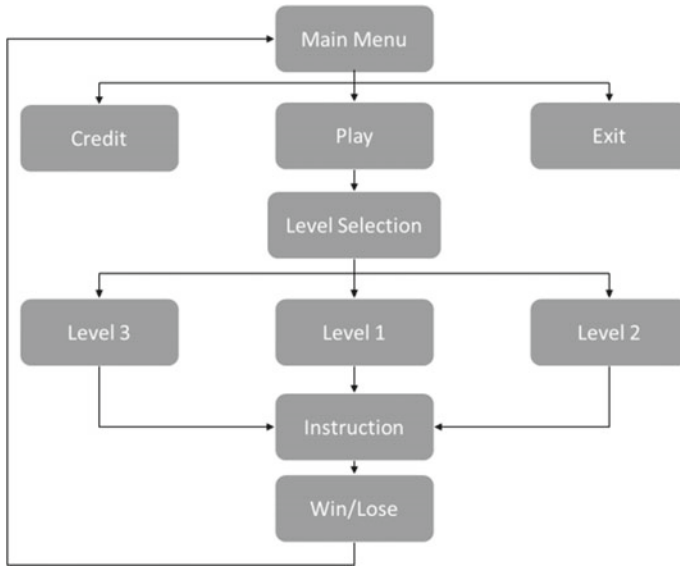 Main Menu
Credit
Play
Exit
Level Selection
Level 3
Level 1
Level 2
Instruction
Win/Lose